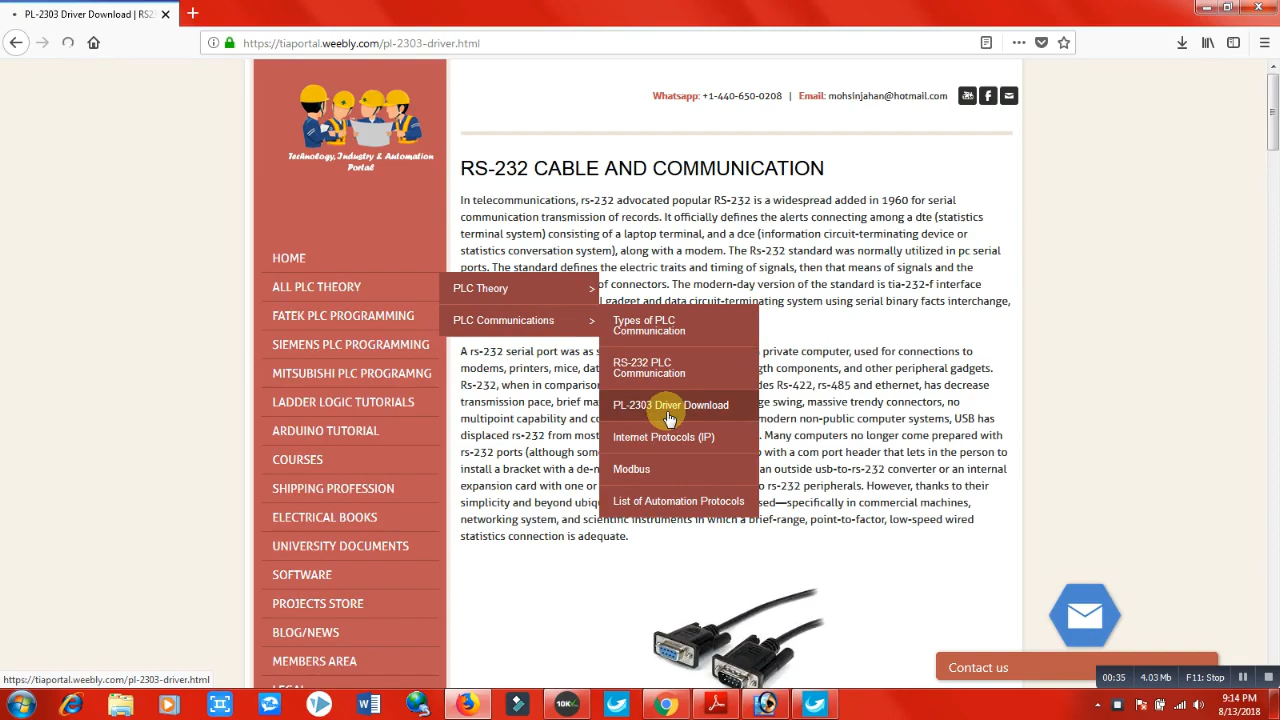 PL-2303 Driver Download | RS2
https://tiaportal.weebly.com/pl-2303-driver.html
Technology, Industry & Automation
Portal
Whatsapp: +1-440-650-0208 | Email: mohsinjahan@hotmail.com
RS-232 CABLE AND COMMUNICATION
In telecommunications, rs-232 advocated popular RS-232 is a widespread added in 1960 for serial
communication transmission of records. It officially defines the alerts connecting among a dte (statistics
terminal system) consisting of a laptop terminal, and a dce (information circuit-terminating device or
statistics conversation system), along with a modem. The Rs-232 standard was normally utilized in pc serial
ports. The standard defines the electric traits and timing of signals, then that means of signals and the
of connectors. The modern-day version of the standard is tia-232-f interface
gadget and data circuit-terminating system using serial binary facts interchange,
A rs-232 serial port was as private computer, used for connections to
modems, printers, mice, dat gth components, and other peripheral gadgets.
Rs-232, when in comparison des Rs-422, rs-485 and ethernet, has decrease
transmission pace, brief max ge swing, massive trendy connectors, no
multipoint capability and co modern non-public computer systems, USB has
displaced rs-232 from most . Many computers no longer come prepared with
rs-232 ports (although som with a com port header that lets in the person to
install a bracket with a de- an outside usb-to-rs-232 converter or an internal
expansion card with one or o rs-232 peripherals. However, thanks to their
simplicity and beyond ubiq sed—specifically in commercial machines,
networking system, and scientific instruments in which a brief-range, point-to-factor, low-speed wired
statistics connection is adequate.
HOME
ALL PLC THEORY
FATEK PLC PROGRAMMING
SIEMENS PLC PROGRAMMING
MITSUBISHI PLC PROGRAMNG
LADDER LOGIC TUTORIALS
ARDUINO TUTORIAL
COURSES
SHIPPING PROFESSION
ELECTRICAL BOOKS
UNIVERSITY DOCUMENTS
SOFTWARE
PROJECTS STORE
BLOG/NEWS
MEMBERS AREA
PLC Theory >
PLC Communications >
Types of PLC
Communication
RS-232 PLC
Communication
PL-2303 Driver Download
Internet Protocols (IP)
Modbus
List of Automation Protocols
Contact us
https://tiaportal.weebly.com/pl-2303-driver.html
00:35 4.03 Mb F11: Stop
10K
9:14 PM
8/13/2018